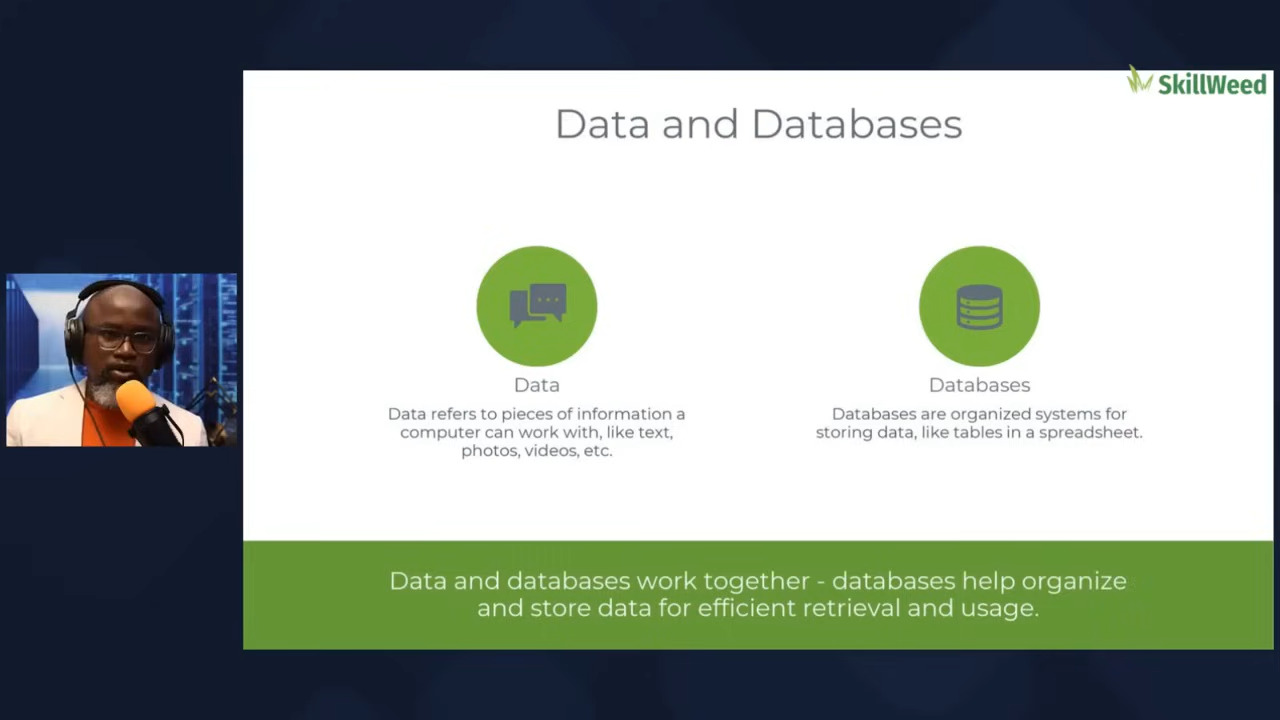 SkillWeed
Data and Databases
Data
Data refers to pieces of information a
computer can work with, like text,
photos, videos, etc.
Databases
Databases are organized systems for
storing data, like tables in a spreadsheet.
Data and databases work together - databases help organize
and store data for efficient retrieval and usage.